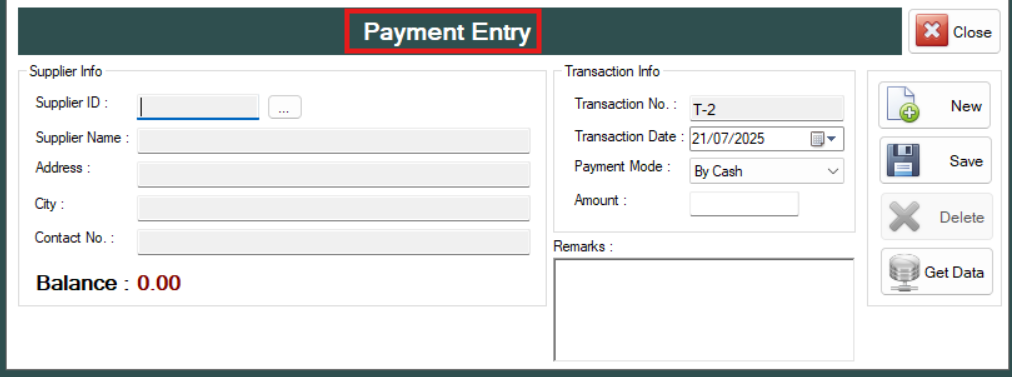 Payment Entry
Close
Supplier Info
Supplier ID :
...
Supplier Name :
Address :
City :
Contact No. :
Balance : 0.00
Transaction Info
Transaction No. : T-2
Transaction Date : 21/07/2025
Payment Mode : By Cash
Amount :
Remarks :
New
Save
Delete
Get Data